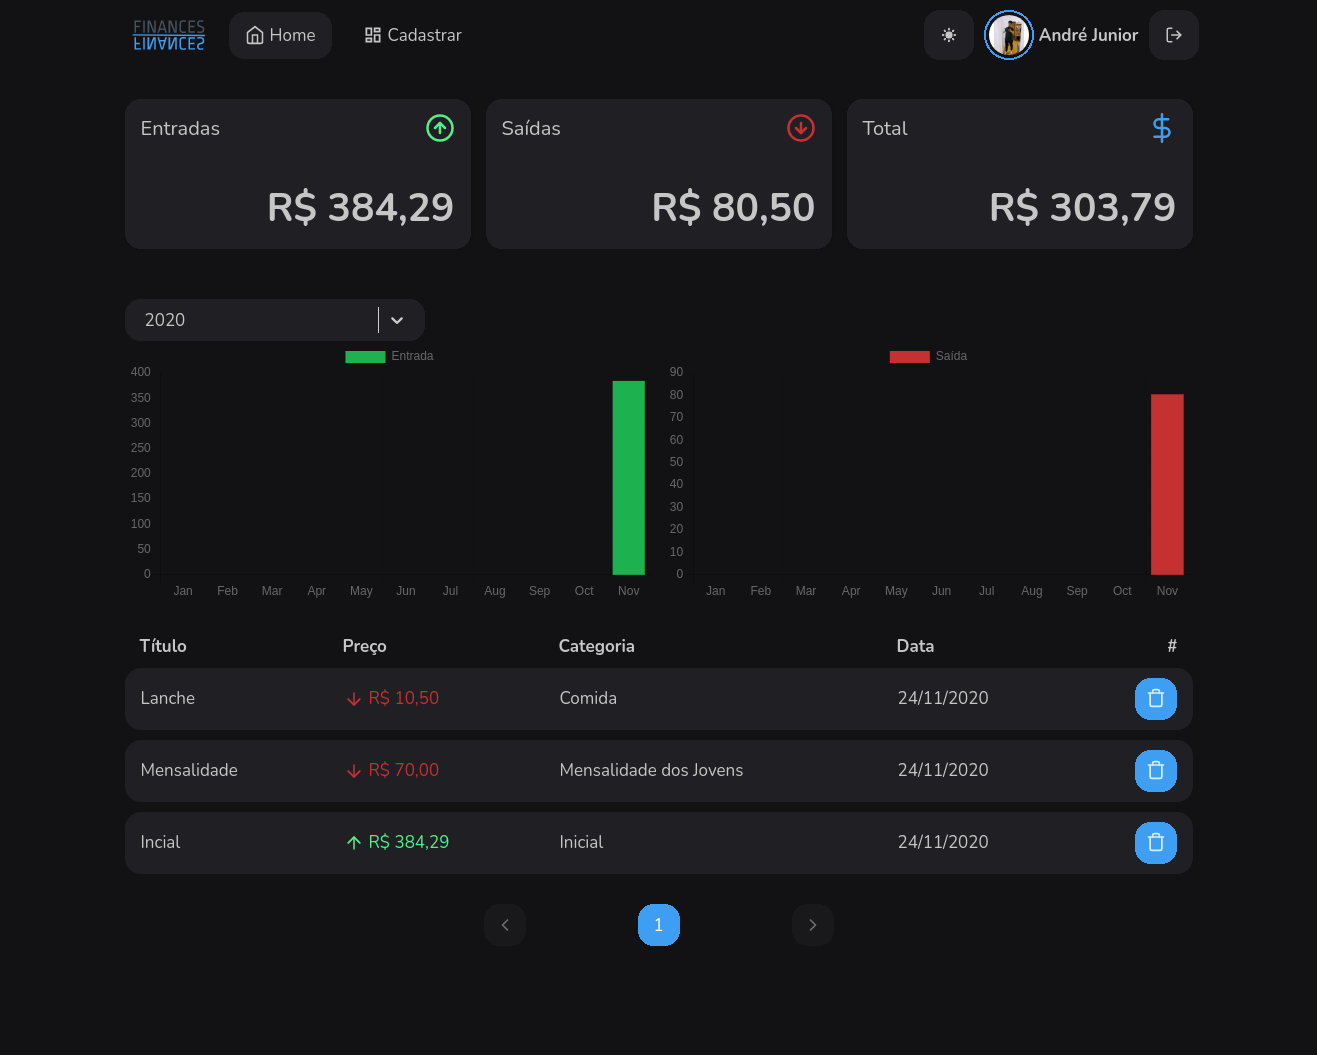 FINANCES
FINANCES
Home
Cadastrar
André Junior
Entradas
R$ 384,29
Saídas
R$ 80,50
Total
R$ 303,79
2020
Entrada
400
350
300
250
200
150
100
50
0
Jan Feb Mar Apr May Jun Jul Aug Sep Oct Nov
Saída
90
80
70
60
50
40
30
20
10
0
Jan Feb Mar Apr May Jun Jul Aug Sep Oct Nov
Título Preço Categoria Data #
Lanche R$ 10,50 Comida 24/11/2020
Mensalidade R$ 70,00 Mensalidade dos Jovens 24/11/2020
Incial R$ 384,29 Inicial 24/11/2020
1